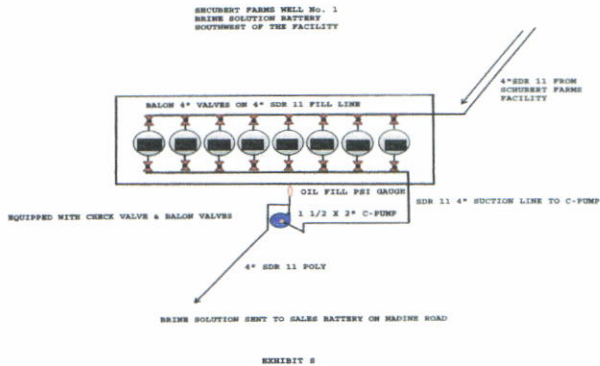 SHCUBERT FARMS WELL No. 1
BRINE SOLUTION BATTERY
SOUTHWEST OF THE FACILITY
4"SDR 11 FROM
SCHUBERT FARMS
FACILITY
BALON 4" VALVES ON 4" SDR 11 FILL LINE
OIL FILL PSI GAUGE
SDR 11 4" SUCTION LINE TO C-PUMP
EQUIPPED WITH CHECK VALVE & BALON VALVES
1 1/2 X 2" C-PUMP
4" SDR 11 POLY
BRINE SOLUTION SENT TO SALES BATTERY ON NADINE ROAD
EXHIBIT 8